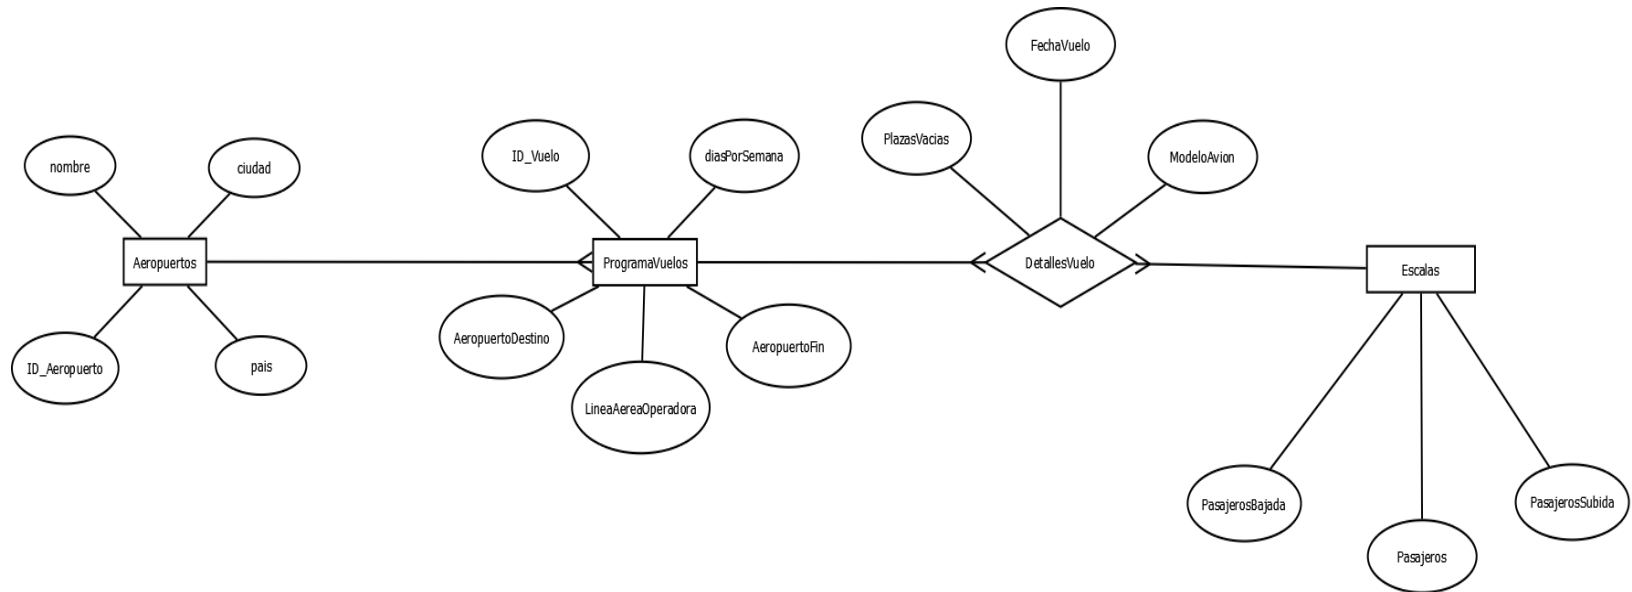 FechaVuelo
PlazasVacias
ModeloAvion
nombre
ciudad
ID_Vuelo
diasPorSemana
Aeropuertos
ProgramaVuelos
DetallesVuelo
Escalas
ID_Aeropuerto
pais
AeropuertoDestino
LineaAereaOperadora
AeropuertoFin
PasajerosBajada
Pasajeros
PasajerosSubida